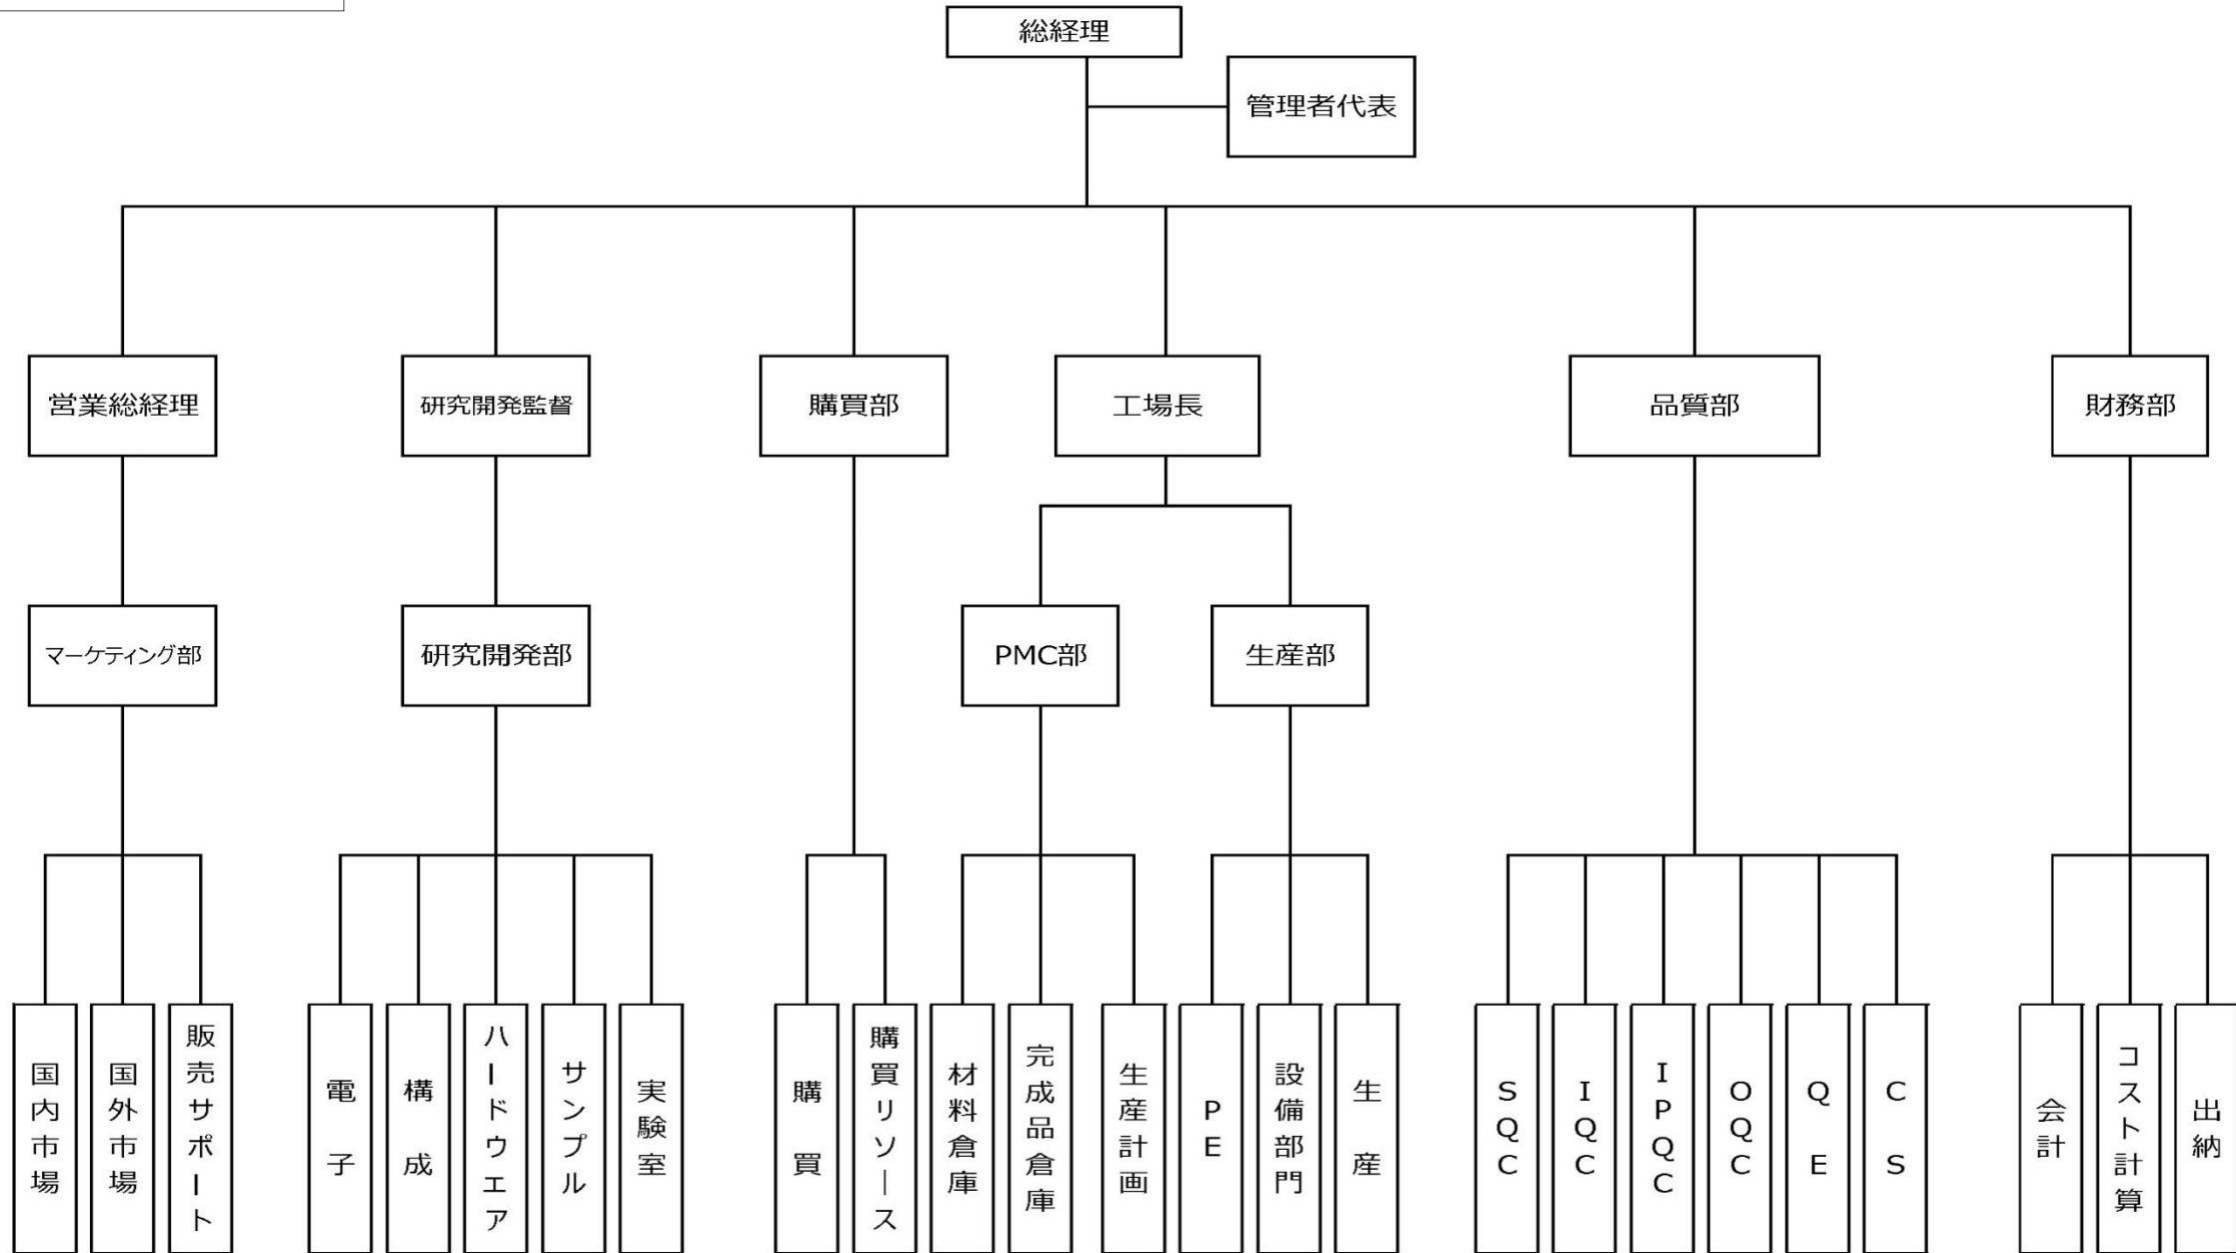 総経理
管理者代表
営業総経理
研究開発監督
購買部
工場長
品質部
財務部
マーケティング部
研究開発部
PMC部
生産部
国内市場
国外市場
販売サポート
電子
構成
ハードウエア
サンプル
実験室
購買
購買リソース
材料倉庫
完成品倉庫
生産計画
PE
設備部門
生産
SQC
IQC
IPQC
OQC
QE
CS
会計
コスト計算
出納